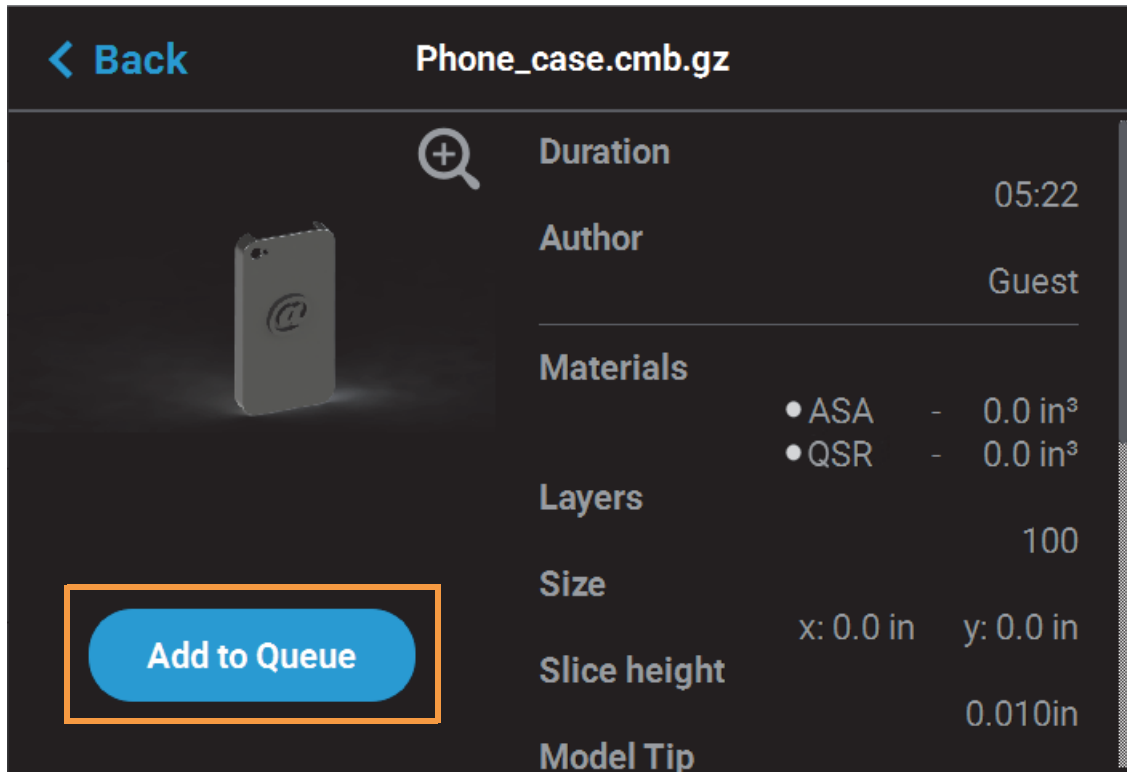 Back
Phone_case.cmb.gz
Duration
05:22
Author
Guest
Materials
ASA - 0.0 in³
QSR - 0.0 in³
Layers
100
Size
x: 0.0 in y: 0.0 in
Slice height
0.010in
Model Tip
@
Add to Queue